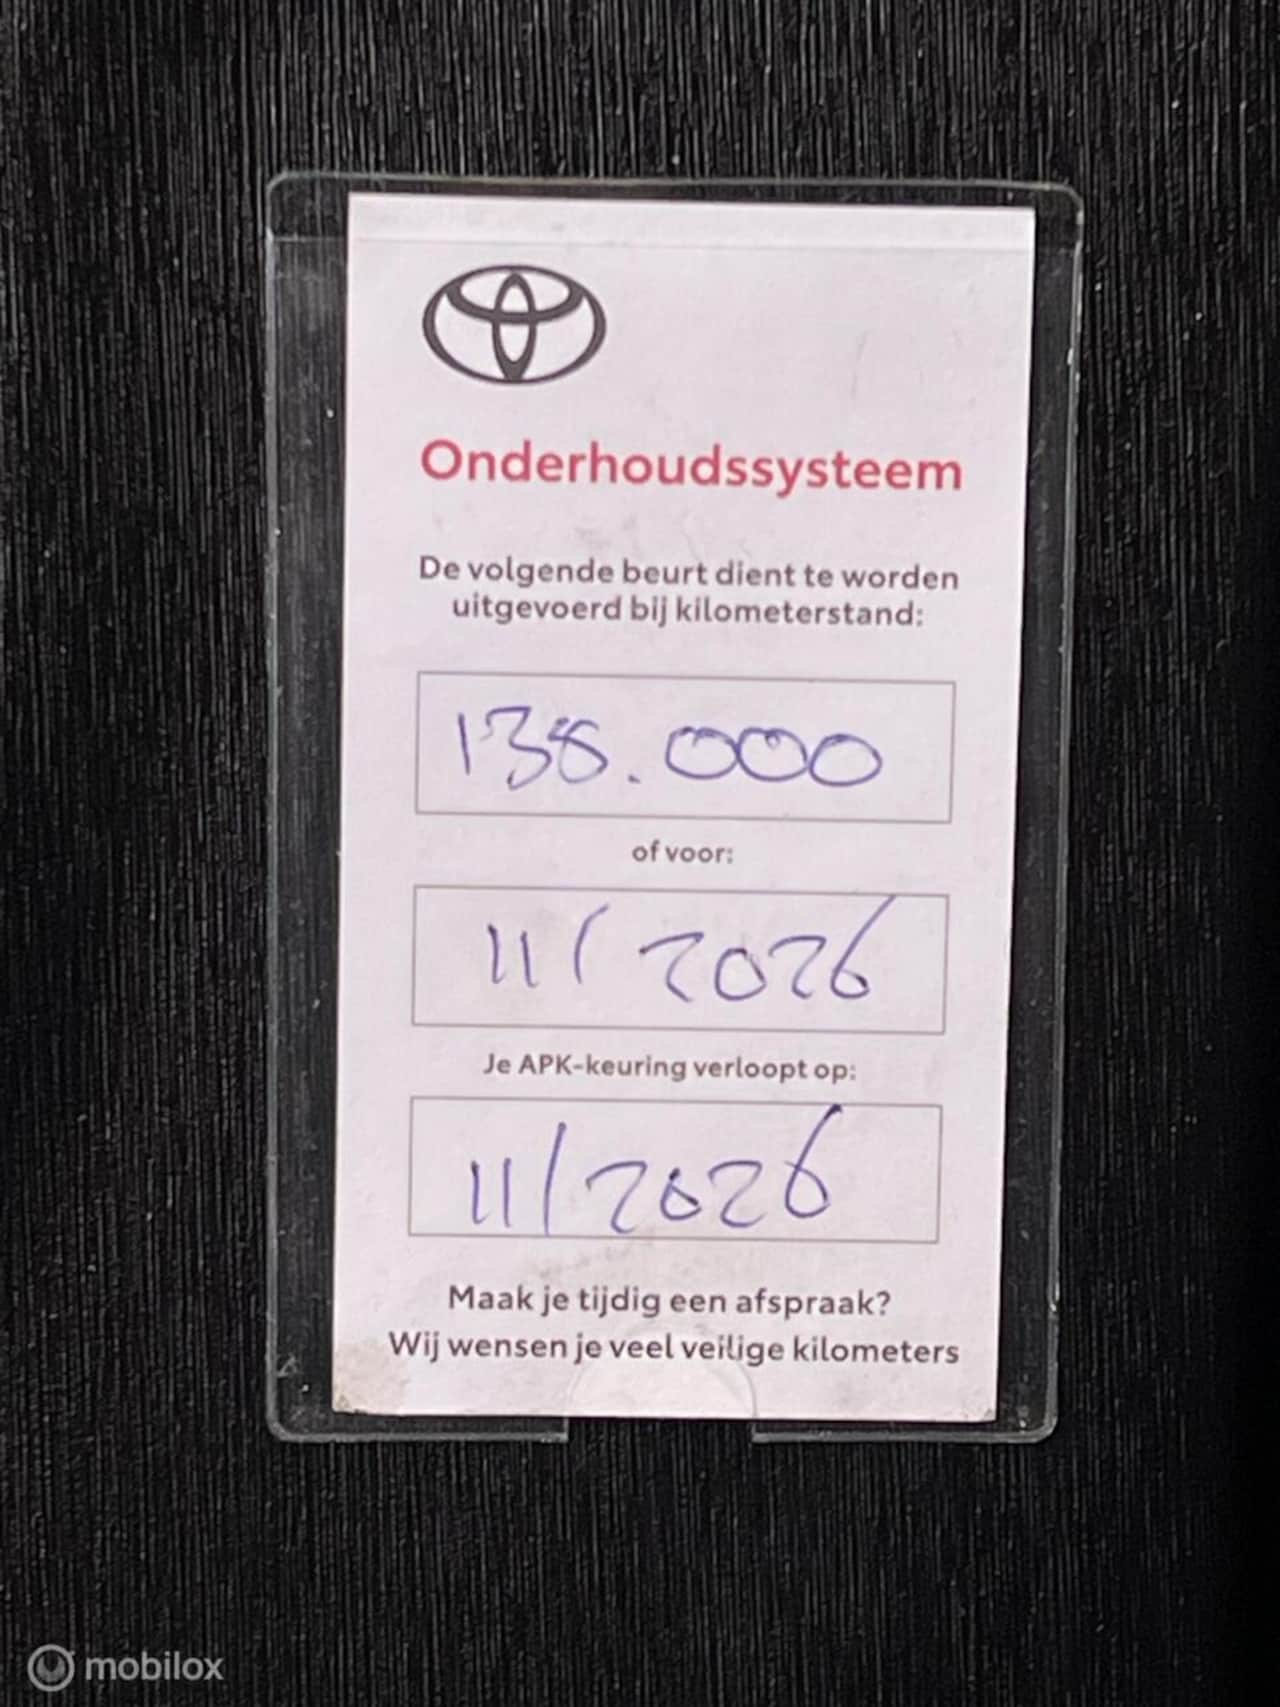 Onderhoudssysteem
De volgende beurt dient te worden
uitgevoerd bij kilometerstand:
138.000
of voor:
11/2026
Je APK-keuring verloopt op:
11/2026
Maak je tijdig een afspraak?
Wij wensen je veel veilige kilometers
mobilox